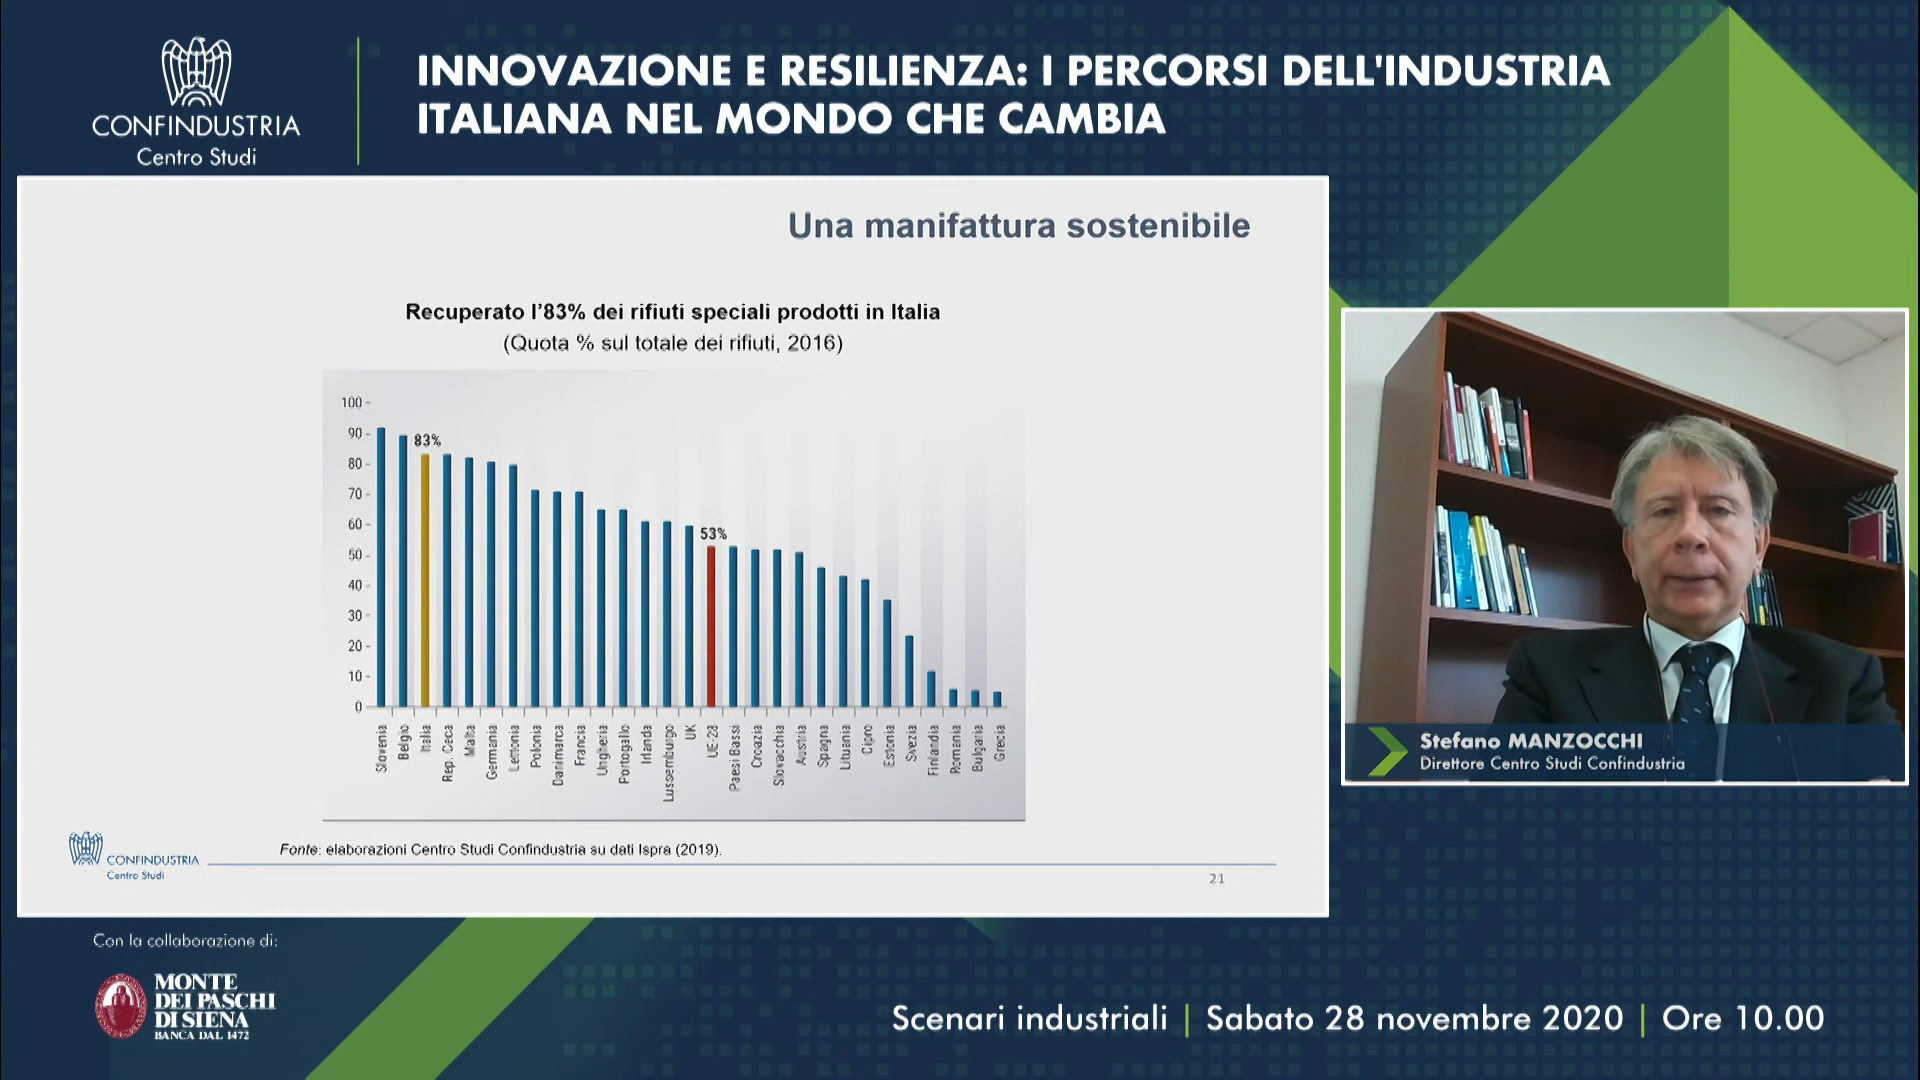 CONFINDUSTRIA
Centro Studi
INNOVAZIONE E RESILIENZA: I PERCORSI DELL'INDUSTRIA
ITALIANA NEL MONDO CHE CAMBIA
Una manifattura sostenibile
Recuperato l'83% dei rifiuti speciali prodotti in Italia
(Quota % sul totale dei rifiuti, 2016)
100
90
80
70
60
50
40
30
20
10
0
83%
53%
Slovenia
Belgio
Italia
Rep. Ceca
Malta
Germania
Lettonia
Polonia
Danimarca
Francia
Ungheria
Portogallo
Irlanda
Lussemburgo
UK
UE-28
Paesi Bassi
Croazia
Slovacchia
Austria
Spagna
Lituania
Cipro
Estonia
Svezia
Finlandia
Romania
Bulgaria
Grecia
Fonte: elaborazioni Centro Studi Confindustria su dati Ispra (2019).
CONFINDUSTRIA
Centro Studi
21
Stefano MANZOCCHI
Direttore Centro Studi Confindustria
Con la collaborazione di:
MONTE
DEI PASCHI
DI SIENA
BANCA DAL 1472
Scenari industriali | Sabato 28 novembre 2020 | Ore 10.00